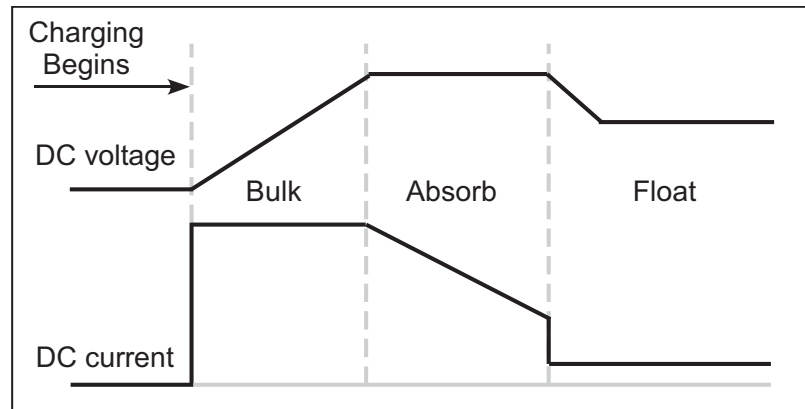 Charging
Begins
DC voltage
Bulk
Absorb
Float
DC current